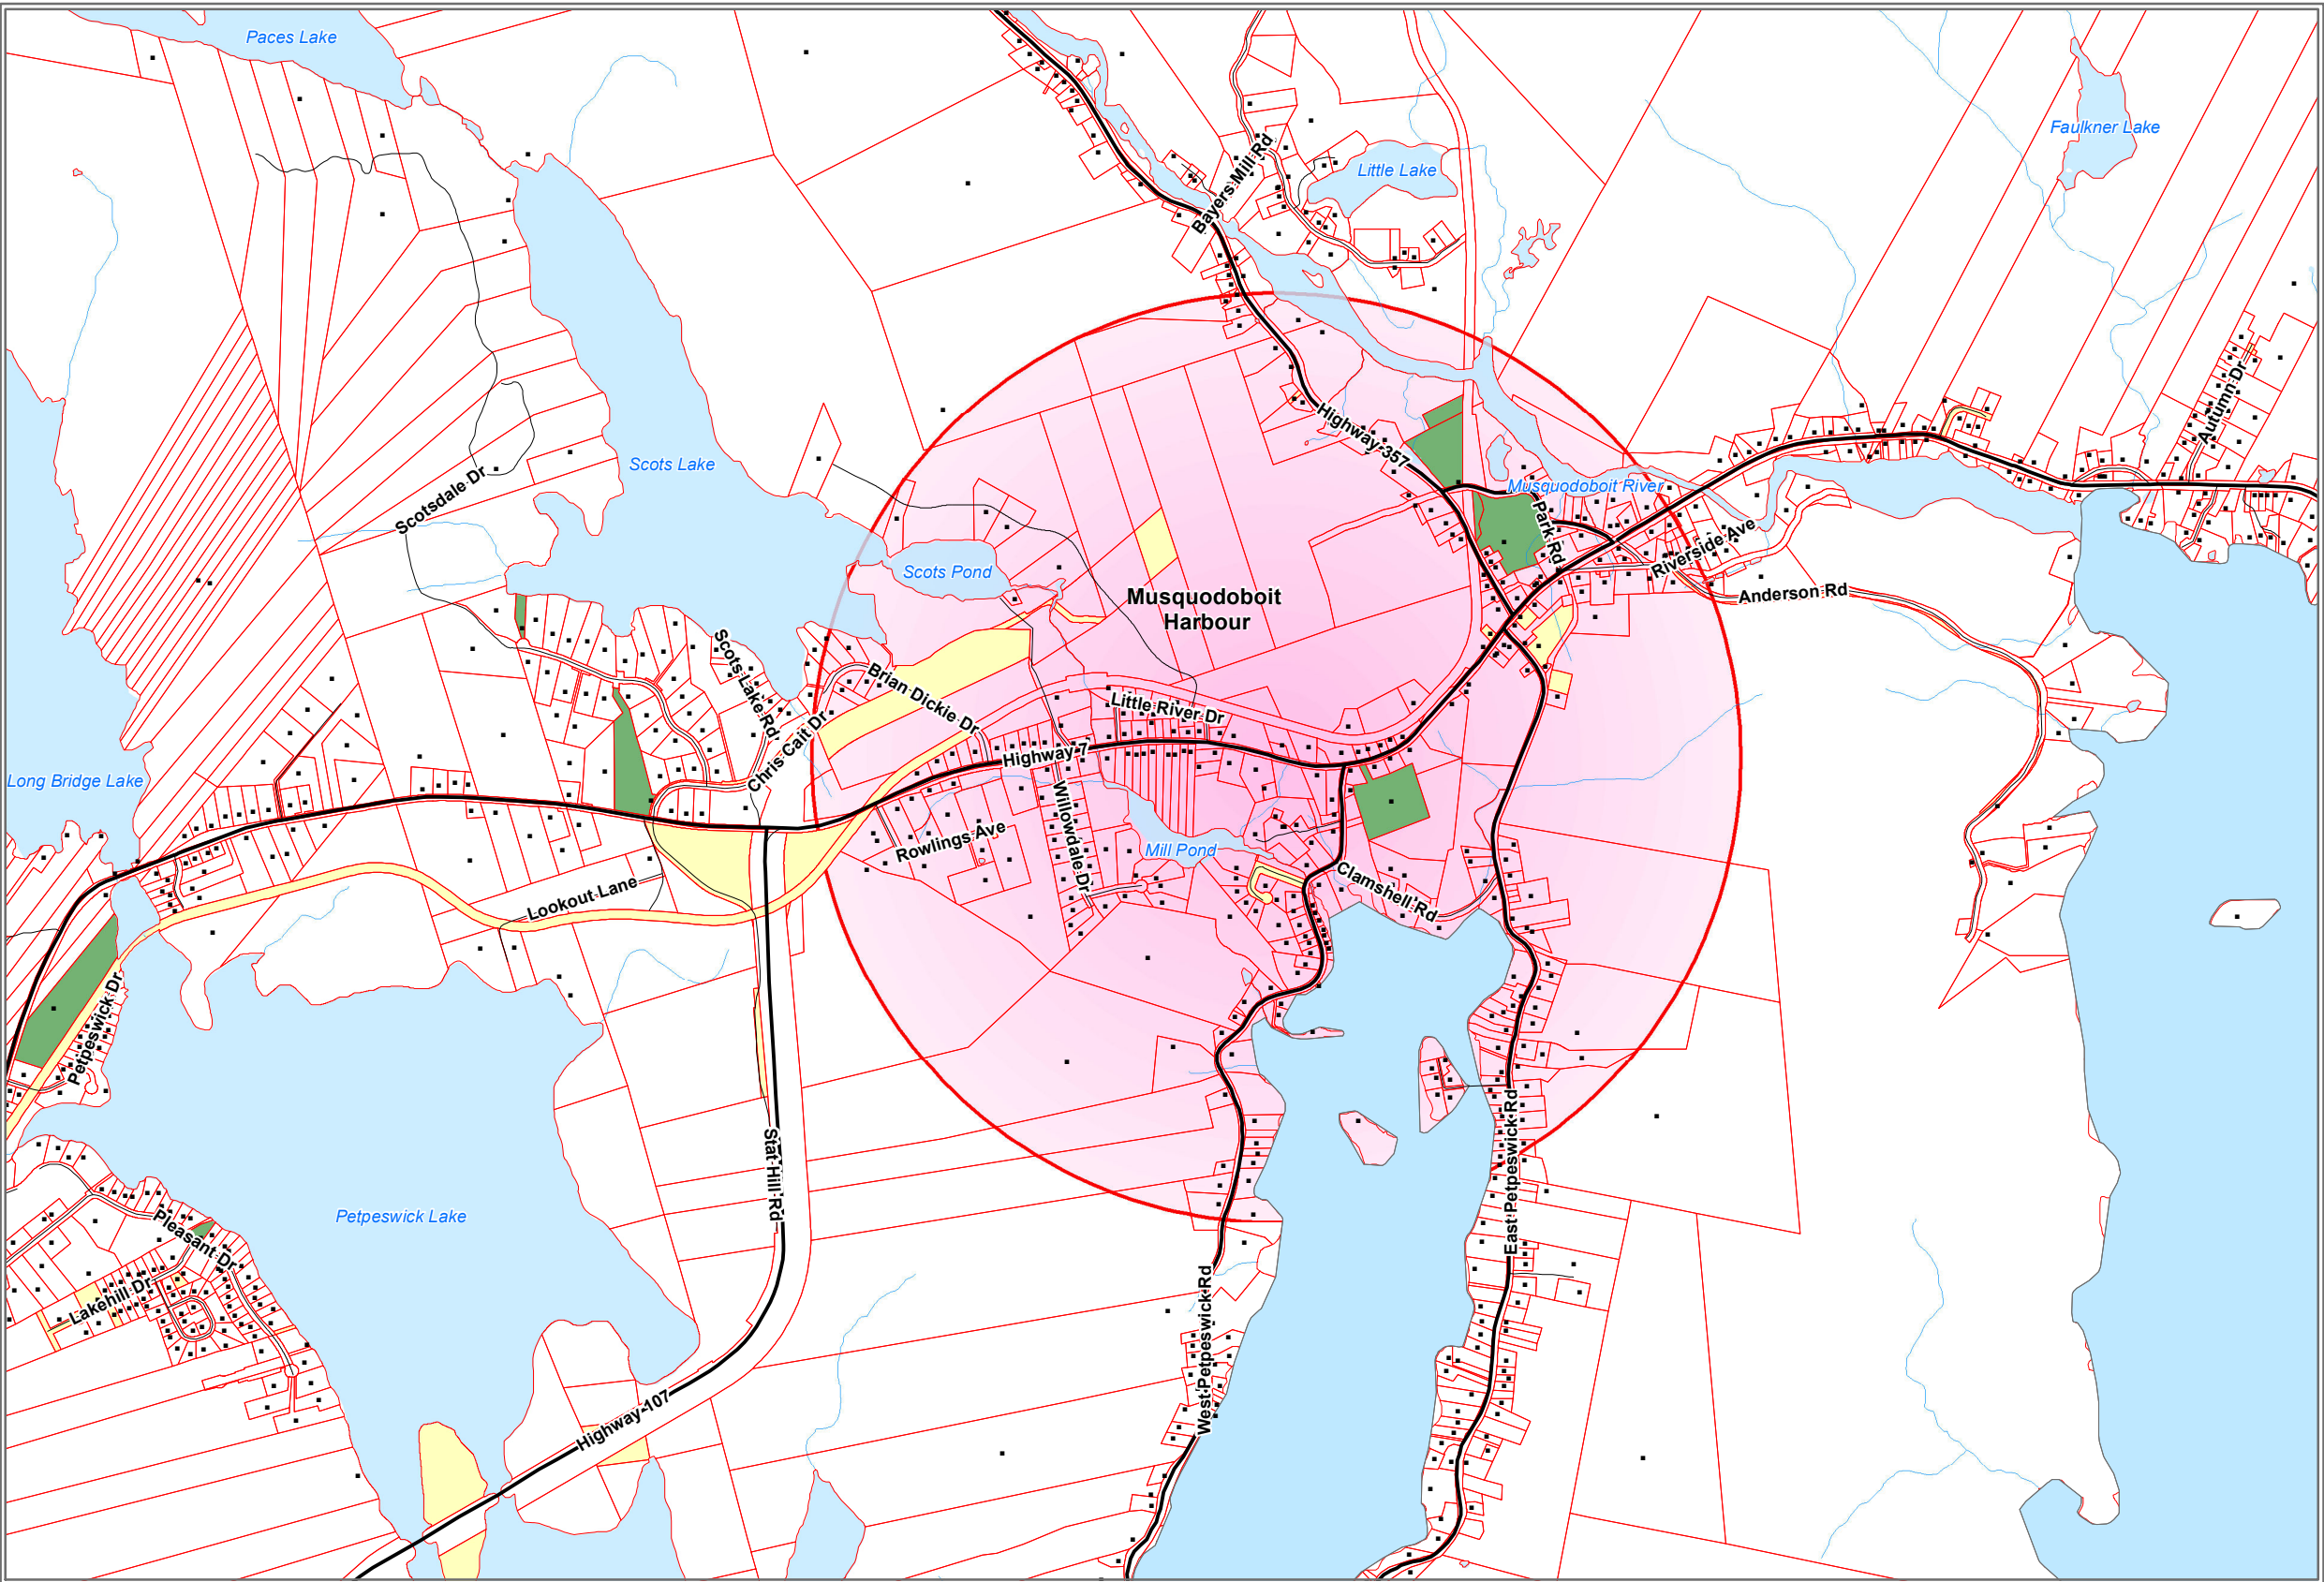 Paces Lake
Faulkner Lake
Little Lake
Bayers Mill Rd
Autumn Dr
Highway 357
Scots Lake
Musquodoboit River
Scotsdale Dr
Park Rd
Riverside Ave
Scots Pond
Anderson Rd
Musquodoboit
Harbour
Scots Lake Rd
Brian Dickie Dr
Little River Dr
Chris Cait Dr
Highway 7
Long Bridge Lake
Willowdale Dr
Rowlings Ave
Mill Pond
Clamshell Rd
Lookout Lane
Petpeswick Dr
Stat Hill Rd
East Petpeswick Rd
Petpeswick Lake
Pleasant Dr
Lakehill Dr
West Petpeswick Rd
Highway 107